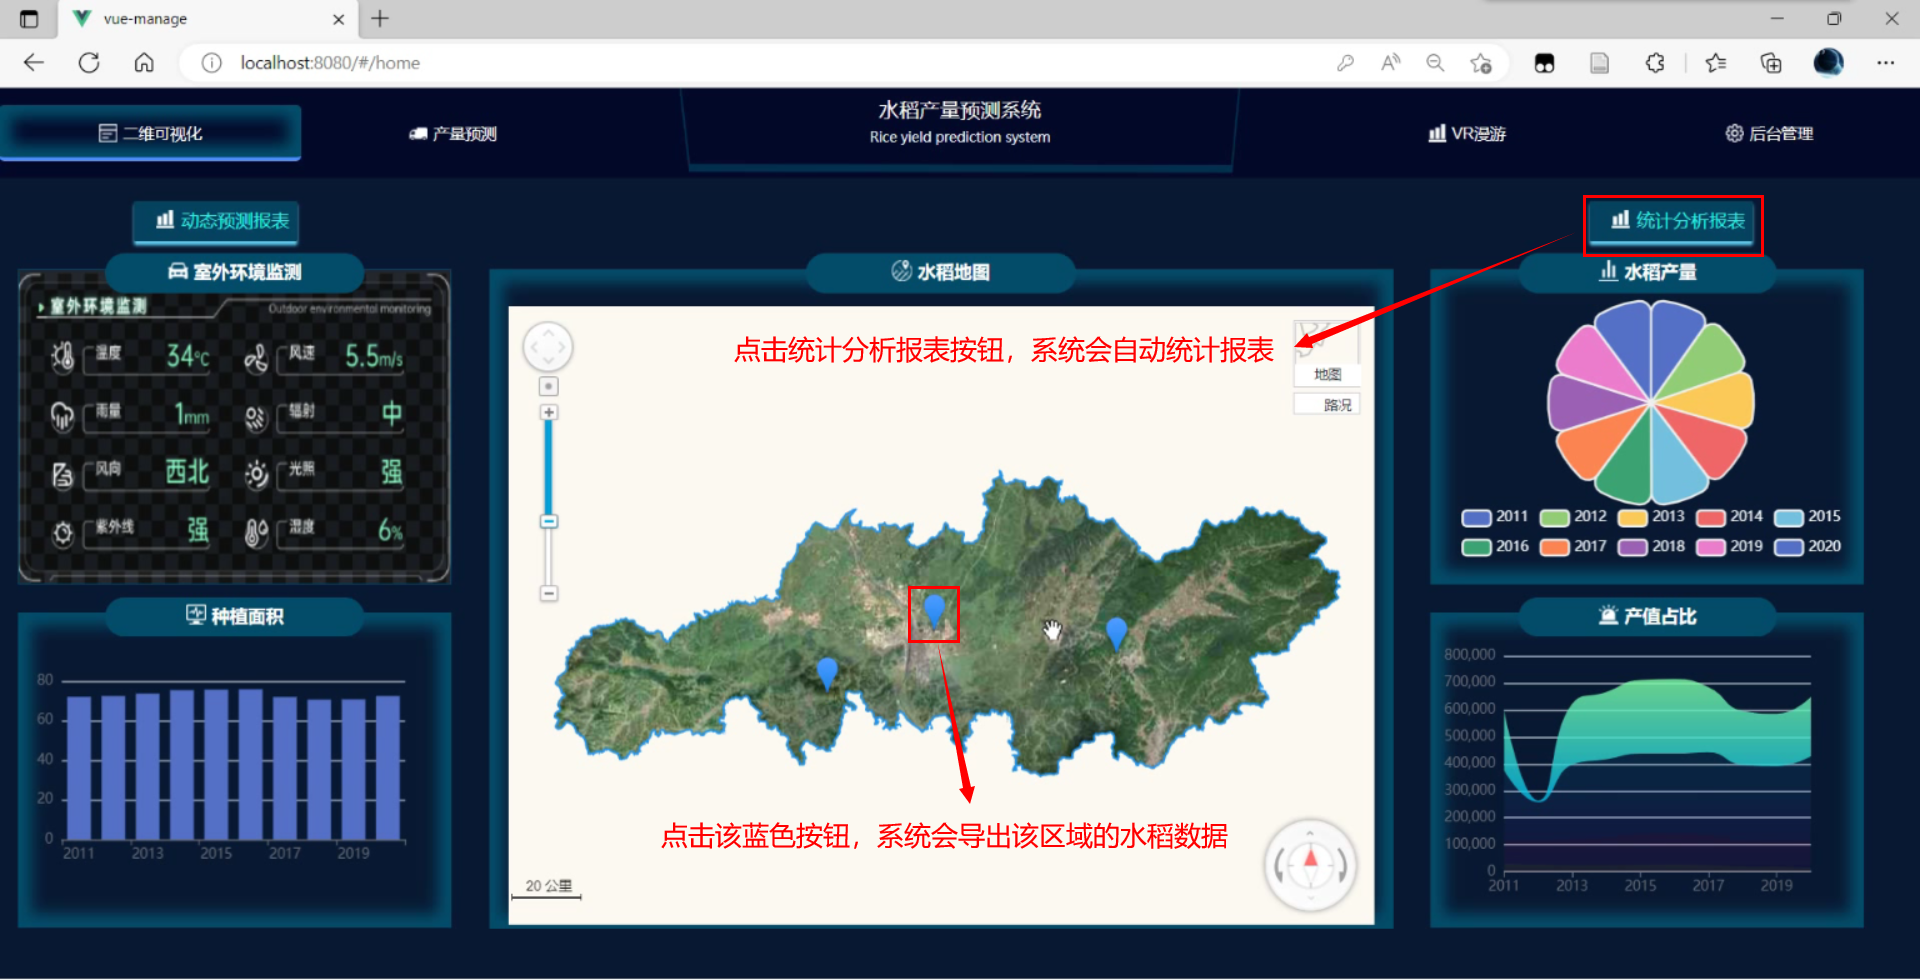 vue-manage
localhost:8080/#/home
二维可视化
产量预测
水稻产量预测系统
Rice yield prediction system
VR漫游
后台管理
动态预测报表
统计分析报表
室外环境监测
室外环境监测
Outdoor environmental monitoring
温度 34℃
风速 5.5m/s
雨量 1mm
辐射 中
风向 西北
光照 强
紫外线 强
湿度 6%
种植面积
80
60
40
20
0
2011 2013 2015 2017 2019
水稻地图
点击统计分析报表按钮，系统会自动统计报表
地图
路况
点击该蓝色按钮，系统会导出该区域的水稻数据
20 公里
水稻产量
2011 2012 2013 2014 2015
2016 2017 2018 2019 2020
产值占比
800,000
700,000
600,000
500,000
400,000
300,000
200,000
100,000
0
2011 2013 2015 2017 2019